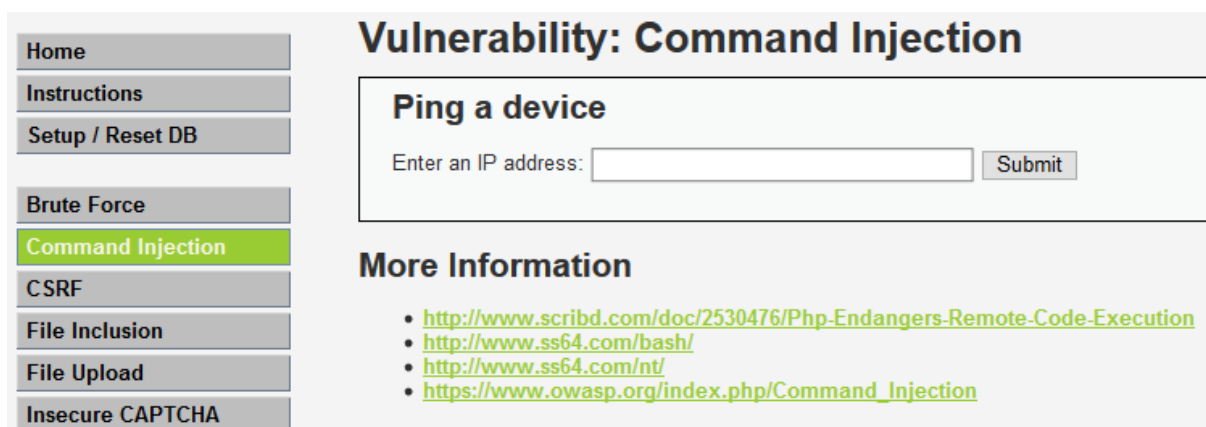 Home
Instructions
Setup / Reset DB
Brute Force
Command Injection
CSRF
File Inclusion
File Upload
Insecure CAPTCHA
Vulnerability: Command Injection
Ping a device
Enter an IP address: Submit
More Information
http://www.scribd.com/doc/2530476/Php-Endangers-Remote-Code-Execution
http://www.ss64.com/bash/
http://www.ss64.com/nt/
https://www.owasp.org/index.php/Command_Injection